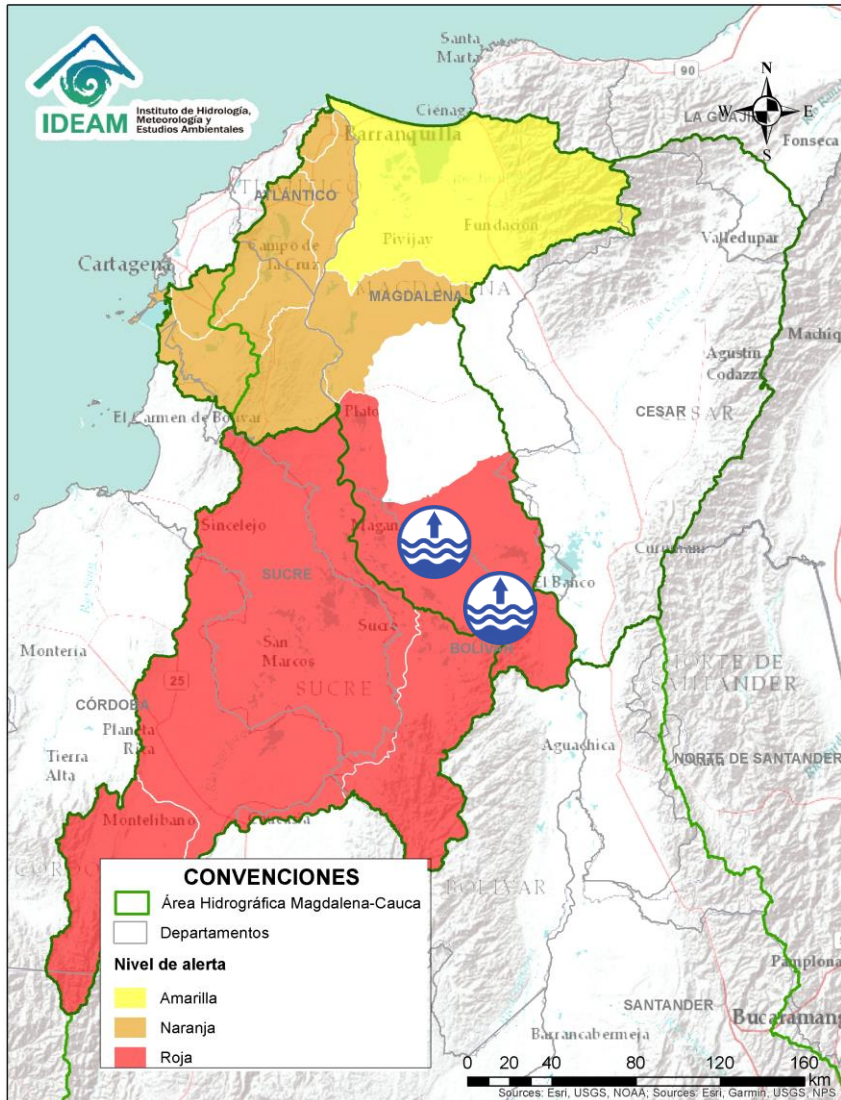 IDEAM
Instituto de Hidrología,
Meteorología y
Estudios Ambientales
Santa
Marta
90
N
W
E
S
LA GUAJI
Fonseca
Ciénaga
Barranquilla
ATLÁNTICO
Fundación
Pivijay
Valledupar
Campo de
la Cruz
Cartagena
MAGDALENA
Agustín
Codazzi
El Carmen de Bolívar
Plato
CESAR
CESAR
Sincelejo
Magan
Curumaní
El Banco
SUCRE
Sucre
Montería
San
Marcos
BOLÍVAR
NORTE DE
SANTANDER
25
SUCRE
CÓRDOBA
Planeta
Rica
Aguachica
NORTE DE SANTANDER
Tierra
Alta
Montelíbano
BOLÍVAR
CONVENCIONES
Área Hidrográfica Magdalena-Cauca
Departamentos
Nivel de alerta
Amarilla
Naranja
Roja
Pamplona
SANTANDER
Bucaramang
Barrancabermeja
0 20 40 80 120 160
km
Sources: Esri, USGS, NOAA; Sources: Esri, Garmin, USGS, NPS